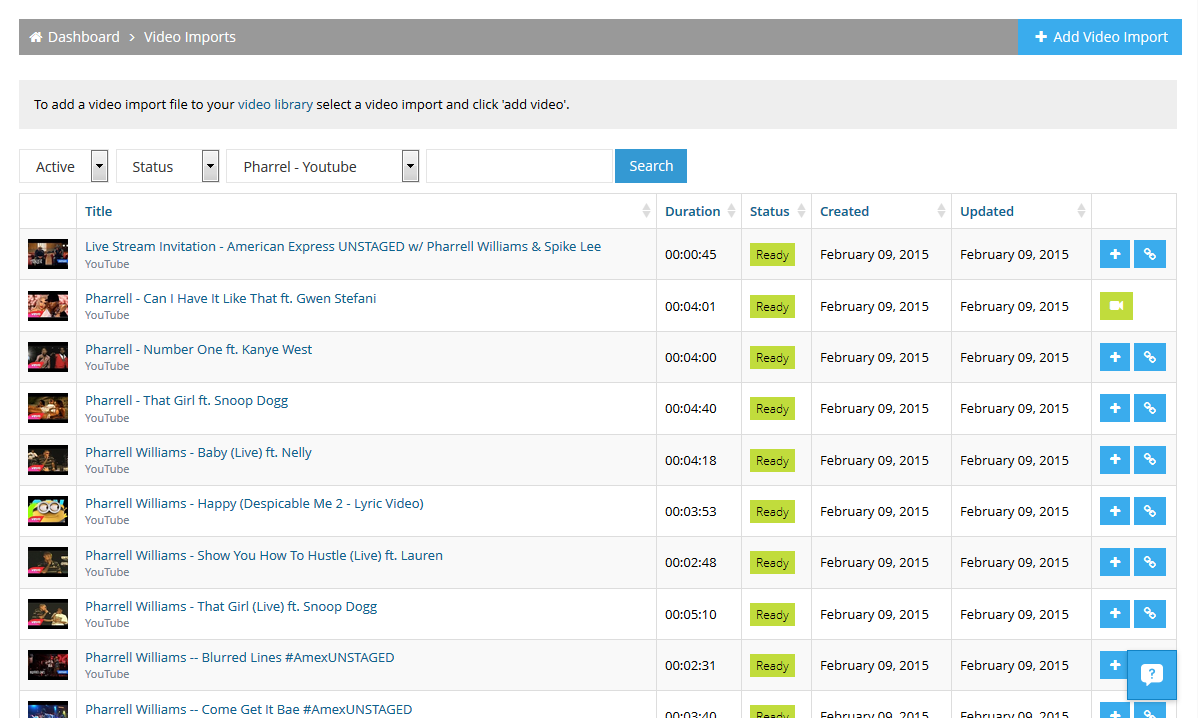 Dashboard > Video Imports
+ Add Video Import
To add a video import file to your video library select a video import and click 'add video'.
Active Status Pharrel - Youtube Search
Title Duration Status Created Updated
Live Stream Invitation - American Express UNSTAGED w/ Pharrell Williams & Spike Lee
YouTube
00:00:45 Ready February 09, 2015 February 09, 2015
Pharrell - Can I Have It Like That ft. Gwen Stefani
YouTube
00:04:01 Ready February 09, 2015 February 09, 2015
Pharrell - Number One ft. Kanye West
YouTube
00:04:00 Ready February 09, 2015 February 09, 2015
Pharrell - That Girl ft. Snoop Dogg
YouTube
00:04:40 Ready February 09, 2015 February 09, 2015
Pharrell Williams - Baby (Live) ft. Nelly
YouTube
00:04:18 Ready February 09, 2015 February 09, 2015
Pharrell Williams - Happy (Despicable Me 2 - Lyric Video)
YouTube
00:03:53 Ready February 09, 2015 February 09, 2015
Pharrell Williams - Show You How To Hustle (Live) ft. Lauren
YouTube
00:02:48 Ready February 09, 2015 February 09, 2015
Pharrell Williams - That Girl (Live) ft. Snoop Dogg
YouTube
00:05:10 Ready February 09, 2015 February 09, 2015
Pharrell Williams -- Blurred Lines #AmexUNSTAGED
YouTube
00:02:31 Ready February 09, 2015 February 09, 2015
Pharrell Williams -- Come Get It Bae #AmexUNSTAGED
00:03:40 Ready February 09, 2015 February 09, 2015